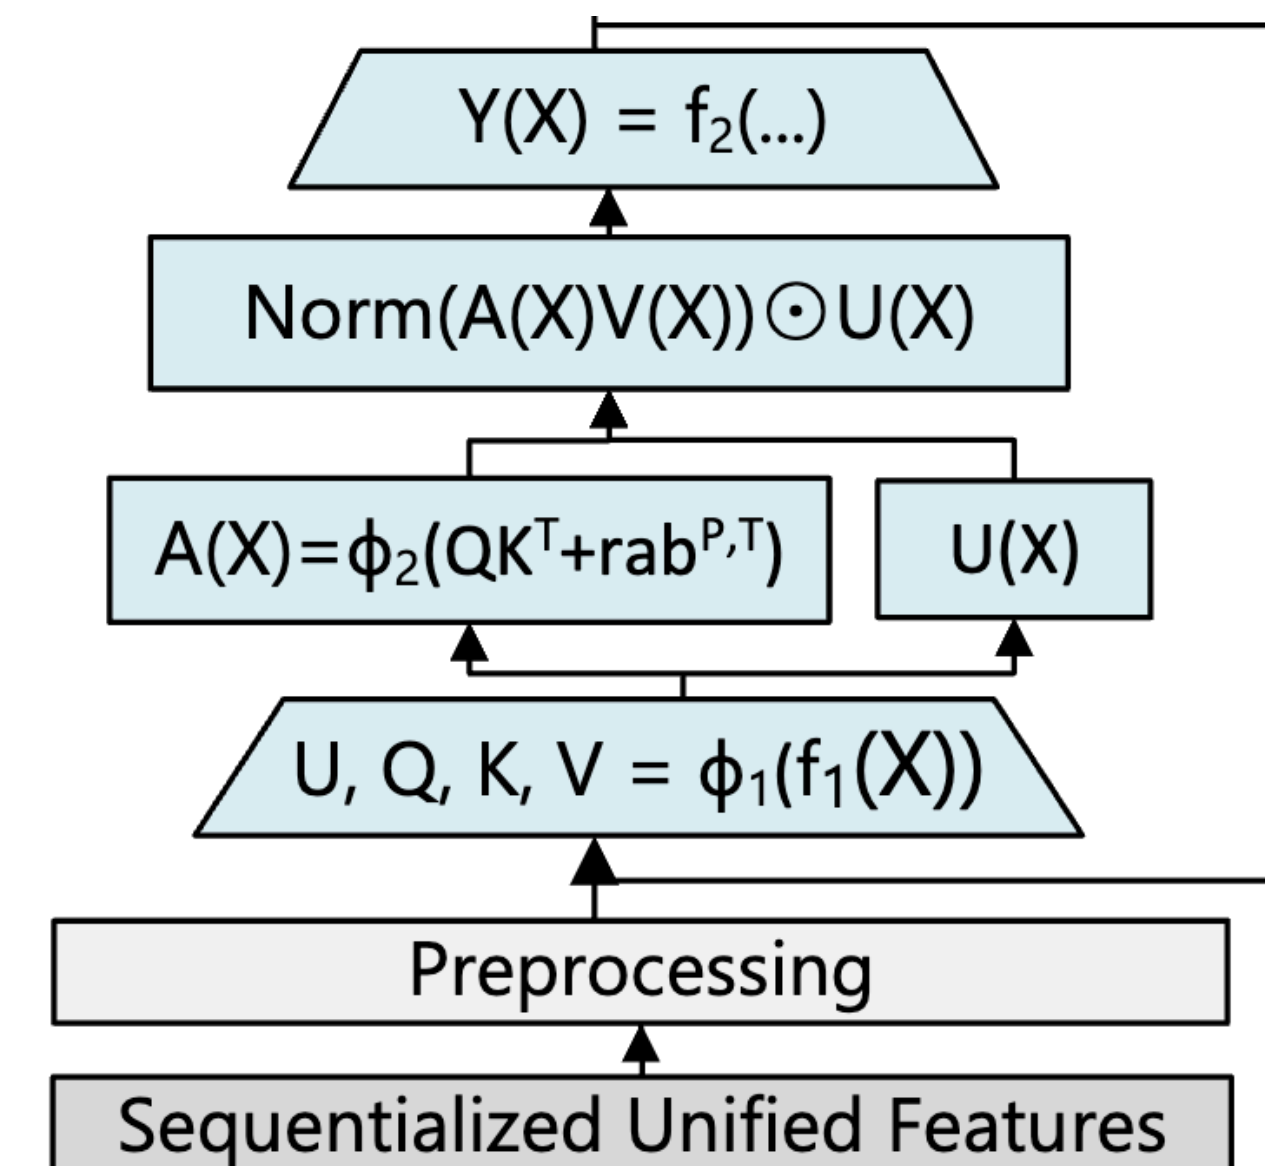 Y(X) = f₂(...)
Norm(A(X)V(X))⊙U(X)
A(X)=ϕ₂(QKᵀ+rabᴾ,ᵀ)
U(X)
U, Q, K, V = ϕ₁(f₁(X))
Preprocessing
Sequentialized Unified Features